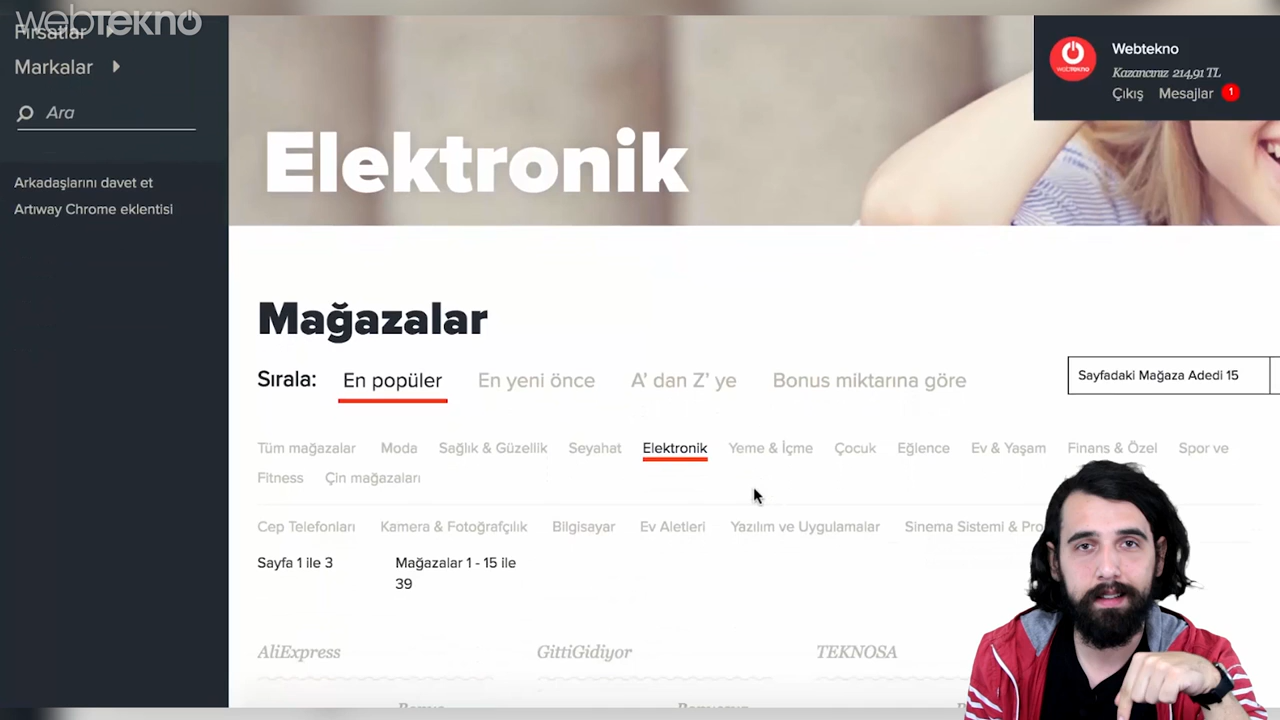 webtekno
Fırsatlar
Markalar
Ara
Arkadaşlarını davet et
Artıway Chrome eklentisi
Elektronik
Webtekno
Kazancınız 214,91 TL
Çıkış Mesajlar 1
WEBTEKNO
Mağazalar
Sırala: En popüler En yeni önce A' dan Z' ye Bonus miktarına göre
Sayfadaki Mağaza Adedi 15
Tüm mağazalar Moda Sağlık & Güzellik Seyahat Elektronik Yeme & İçme Çocuk Eğlence Ev & Yaşam Finans & Özel Spor ve
Fitness Çin mağazaları
Cep Telefonları Kamera & Fotoğrafçılık Bilgisayar Ev Aletleri Yazılım ve Uygulamalar Sinema Sistemi & Pro
Sayfa 1 ile 3 Mağazalar 1 - 15 ile
39
AliExpress GittiGidiyor TEKNOSA